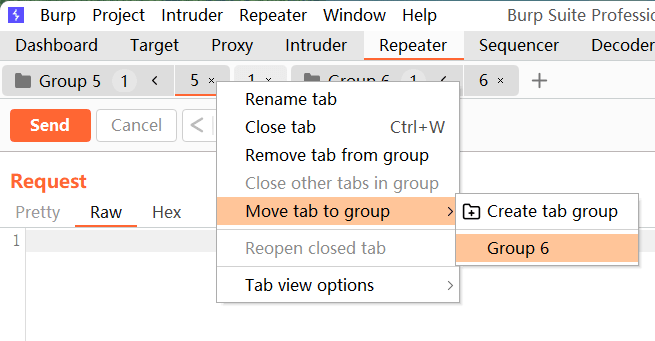 Burp Project Intruder Repeater Window Help Burp Suite Professio
Dashboard Target Proxy Intruder Repeater Sequencer Decoder
Group 5 1 < 5 × 1 × Group 6 1 < 6 × +
Send Cancel <
Rename tab
Close tab Ctrl+W
Remove tab from group
Close other tabs in group
Move tab to group >
Create tab group
Group 6
Reopen closed tab
Tab view options >
Request
Pretty Raw Hex
1